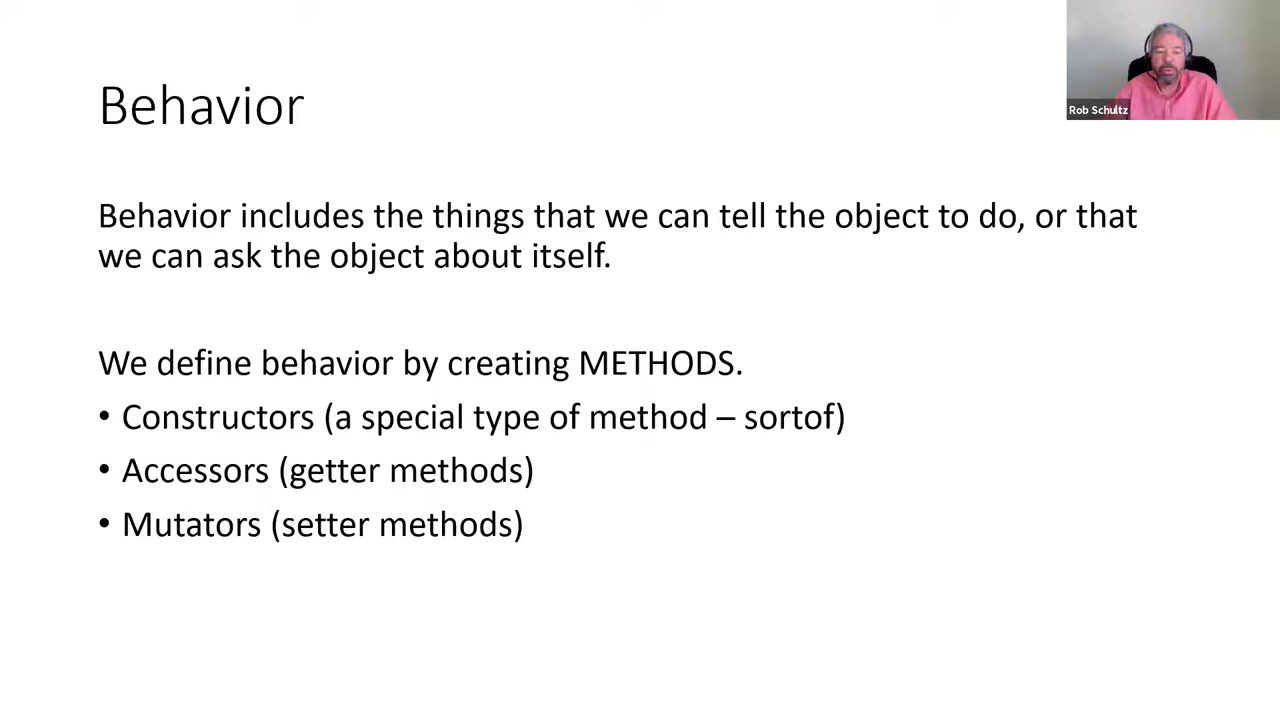 Behavior
Rob Schultz
Behavior includes the things that we can tell the object to do, or that
we can ask the object about itself.
We define behavior by creating METHODS.
• Constructors (a special type of method – sortof)
• Accessors (getter methods)
• Mutators (setter methods)